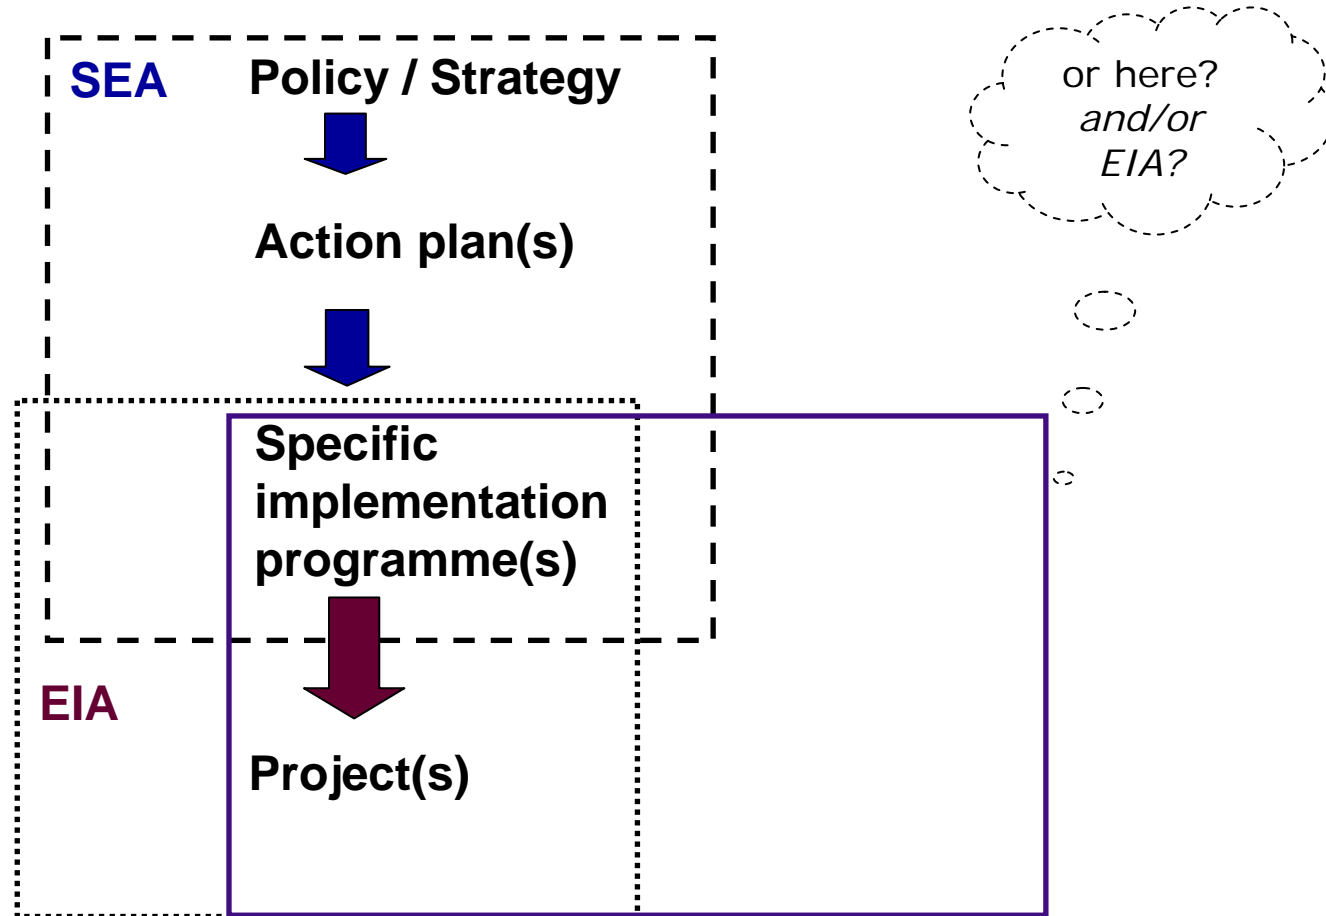 SEA
Policy / Strategy
Action plan(s)
Specific
implementation
programme(s)
EIA
Project(s)
or here?
and/or
EIA?